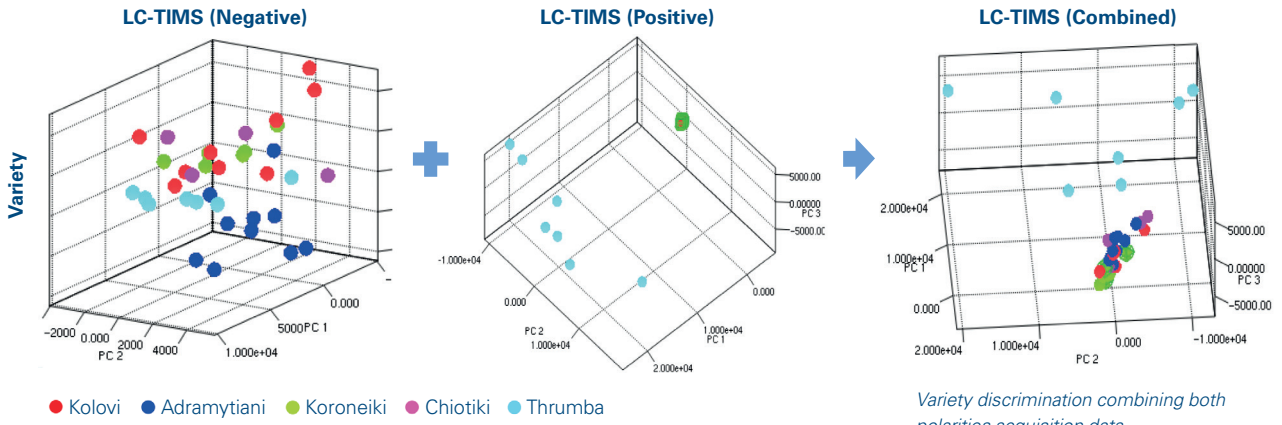 LC-TIMS (Negative)
LC-TIMS (Positive)
LC-TIMS (Combined)
Variety
-2000
0.000
2000
4000
PC 2
1.000e+04
5000
PC 1
0.000
5000.00
0.00000
PC 3
-5000.00
-1.000e+04
0.000
PC 2
1.000e+04
2.000e+04
1.000e+04
PC 1
0.000
2.000e+04
1.000e+04
PC 1
0.000
2.000e+04
1.000e+04
0.000
-1.000e+04
PC 2
5000.00
0.00000
PC 3
-5000.00
Kolovi
Adramytiani
Koroneiki
Chiotiki
Thrumba
Variety discrimination combining both